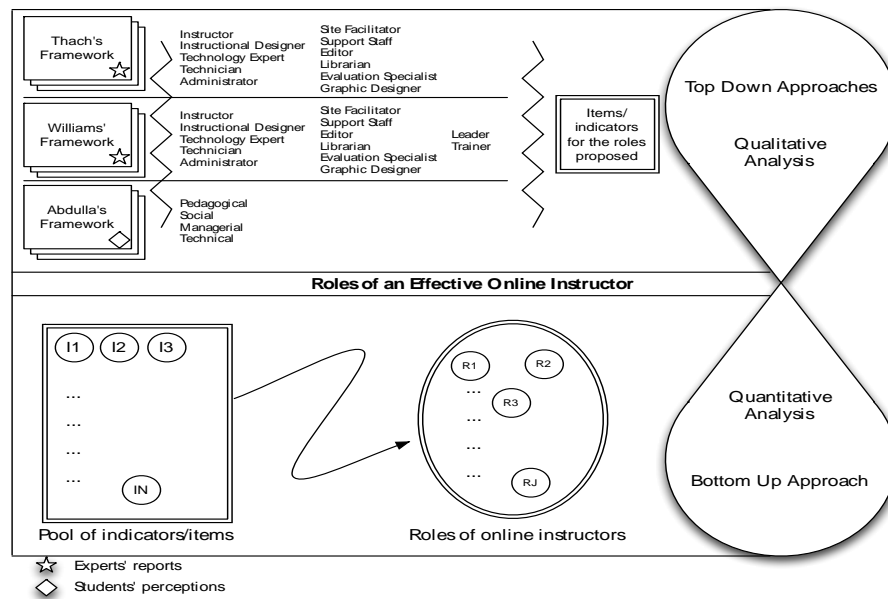 Thach's
Framework
Instructor
Instructional Designer
Technology Expert
Technician
Administrator
Site Facilitator
Support Staff
Editor
Librarian
Evaluation Specialist
Graphic Designer
Williams'
Framework
Instructor
Instructional Designer
Technology Expert
Technician
Administrator
Site Facilitator
Support Staff
Editor
Librarian
Evaluation Specialist
Graphic Designer
Leader
Trainer
Abdulla's
Framework
Pedagogical
Social
Managerial
Technical
Items/
indicators
for the roles
proposed
Top Down Approaches
Qualitative
Analysis
Roles of an Effective Online Instructor
I1 I2 I3
...
...
...
...
IN
Pool of indicators/items
R1 R2
... R3
...
...
...
RJ
Roles of online instructors
Quantitative
Analysis
Bottom Up Approach
Experts' reports
Students' perceptions